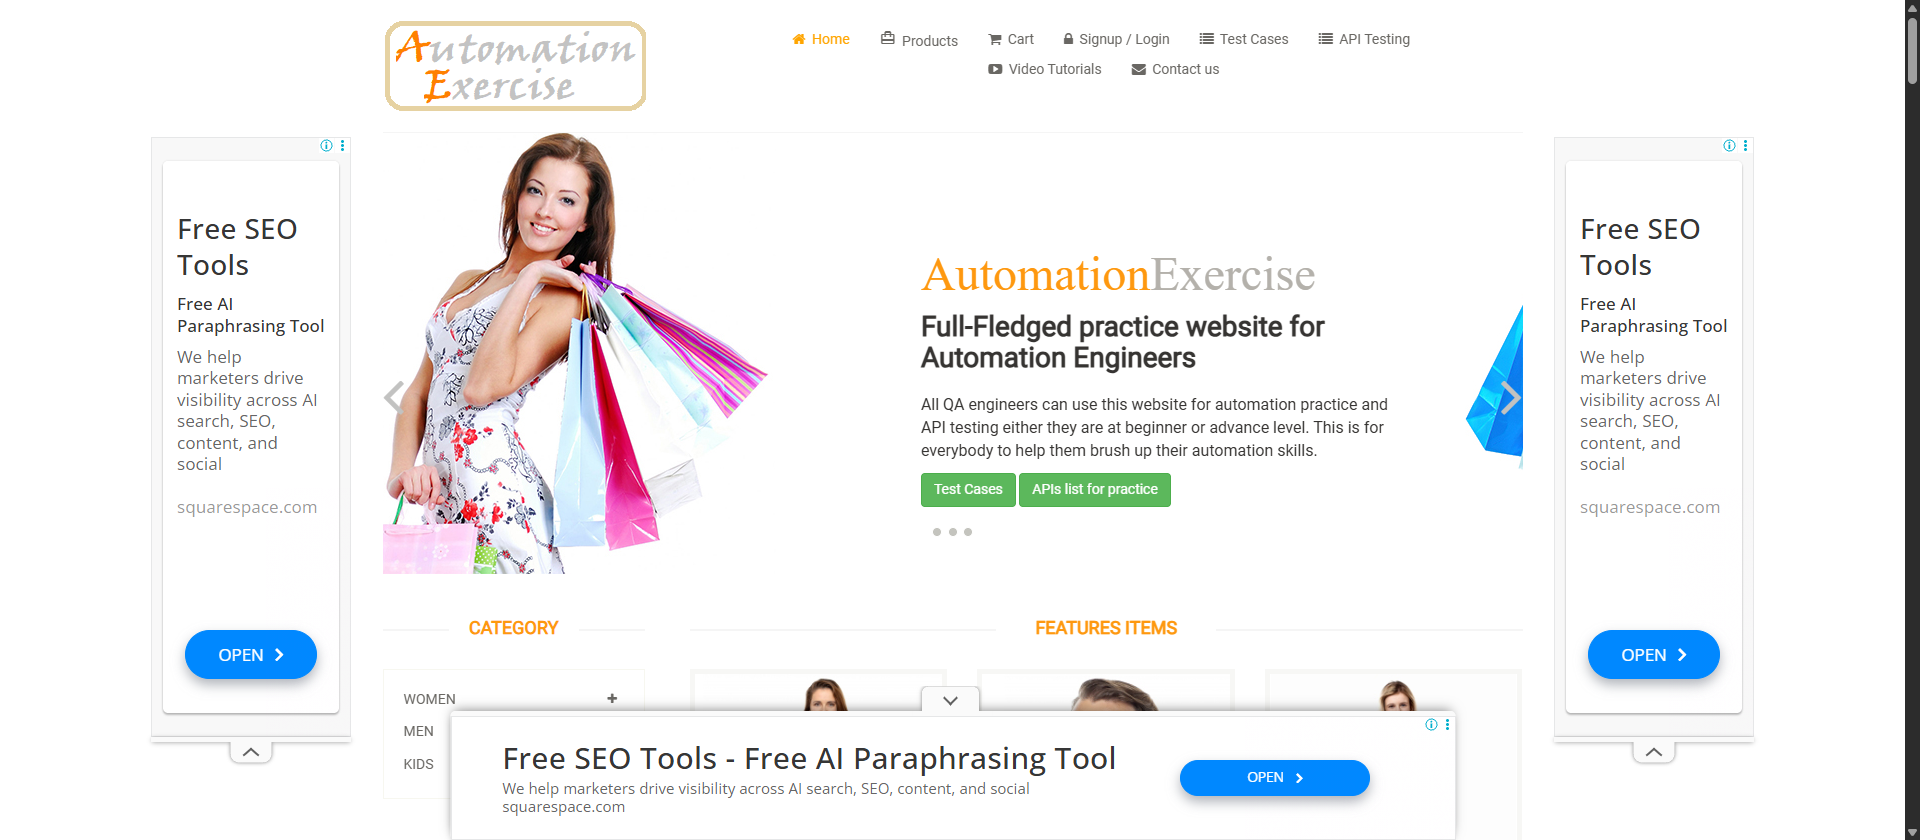 Automation
Exercise
Home
Products
Cart
Signup / Login
Test Cases
API Testing
Video Tutorials
Contact us
Free SEO
Tools
Free AI
Paraphrasing Tool
We help
marketers drive
visibility across AI
search, SEO,
content, and
social
squarespace.com
OPEN
AutomationExercise
Full-Fledged practice website for
Automation Engineers
All QA engineers can use this website for automation practice and
API testing either they are at beginner or advance level. This is for
everybody to help them brush up their automation skills.
Test Cases
APIs list for practice
Free SEO
Tools
Free AI
Paraphrasing Tool
We help
marketers drive
visibility across AI
search, SEO,
content, and
social
squarespace.com
OPEN
CATEGORY
WOMEN
MEN
KIDS
FEATURES ITEMS
Free SEO Tools - Free AI Paraphrasing Tool
We help marketers drive visibility across AI search, SEO, content, and social
squarespace.com
OPEN